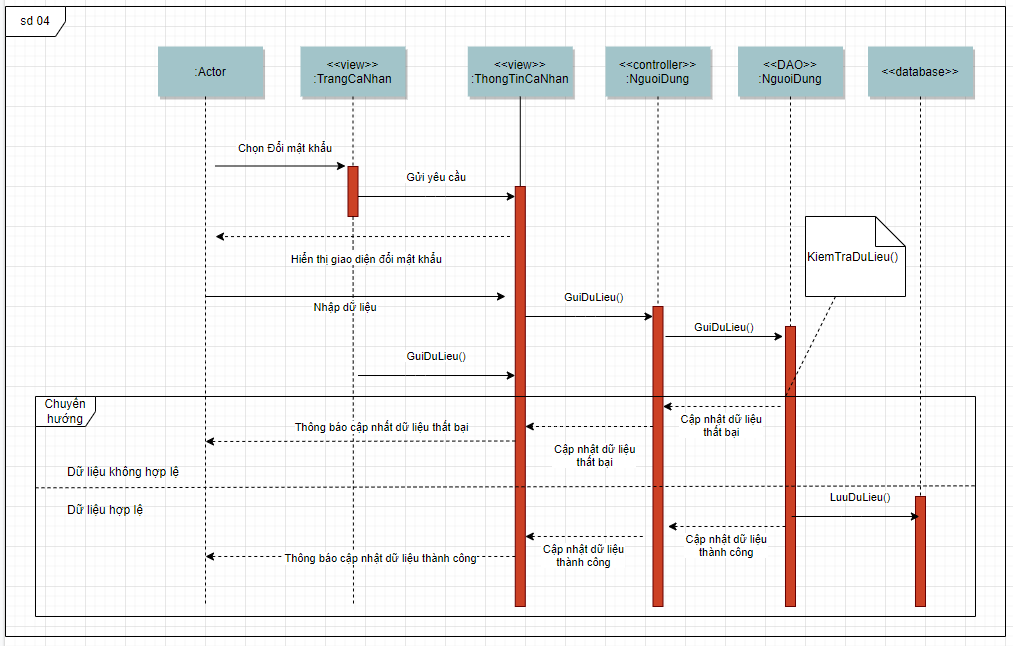 sd 04
:Actor
<<view>>
:TrangCaNhan
<<view>>
:ThongTinCaNhan
<<controller>>
:NguoiDung
<<DAO>>
:NguoiDung
<<database>>
Chọn Đổi mật khẩu
Gửi yêu cầu
Hiển thị giao diện đổi mật khẩu
KiemTraDuLieu()
Nhập dữ liệu
GuiDuLieu()
GuiDuLieu()
GuiDuLieu()
Chuyển
hướng
Thông báo cập nhất dữ liệu thất bại
Cập nhật dữ liệu
thất bại
Cập nhật dữ liệu
thất bại
Dữ liệu không hợp lệ
Dữ liệu hợp lệ
LuuDuLieu()
Cập nhật dữ liệu
thành công
Cập nhật dữ liệu
thành công
Thông báo cập nhật dữ liệu thành công